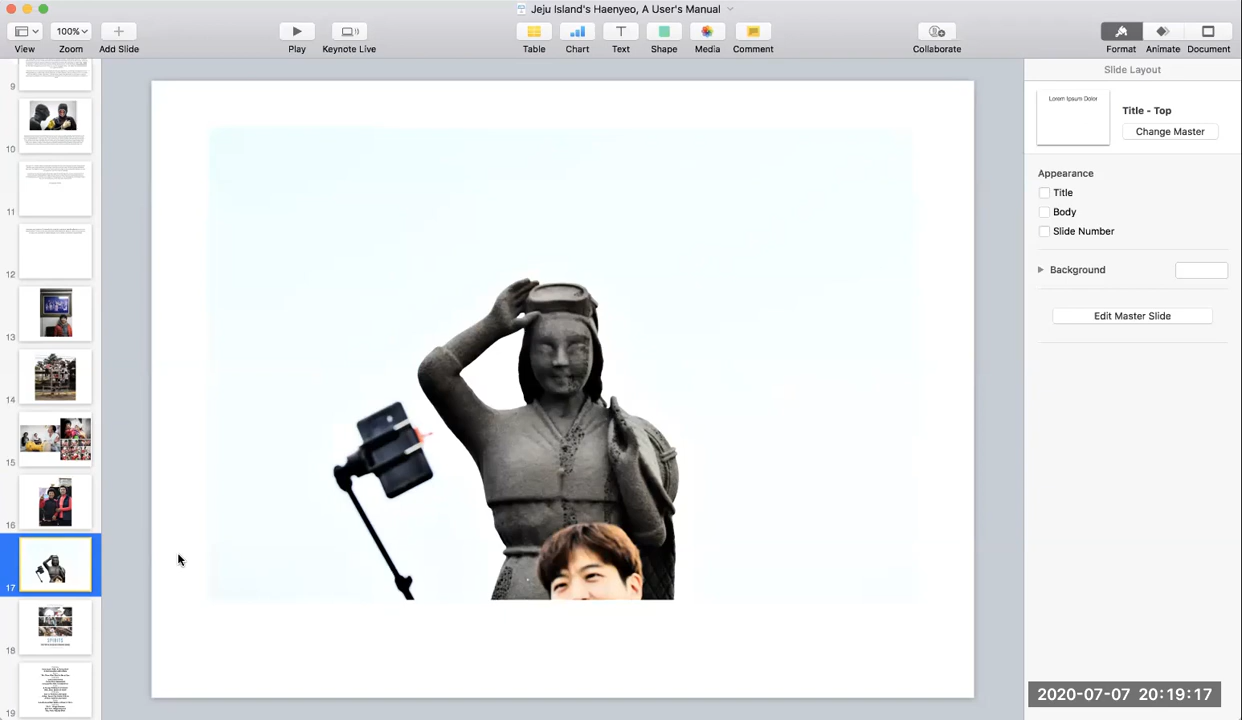 Jeju Island's Haenyeo, A User's Manual
100%
View
Zoom
Add Slide
Play
Keynote Live
Table
Chart
Text
Shape
Media
Comment
Collaborate
Format
Animate
Document
Slide Layout
Lorem Ipsum Dolor
Title - Top
Change Master
Appearance
Title
Body
Slide Number
Background
Edit Master Slide
9
10
11
12
13
14
15
16
17
18
SPIRITS
19
2020-07-07 20:19:17